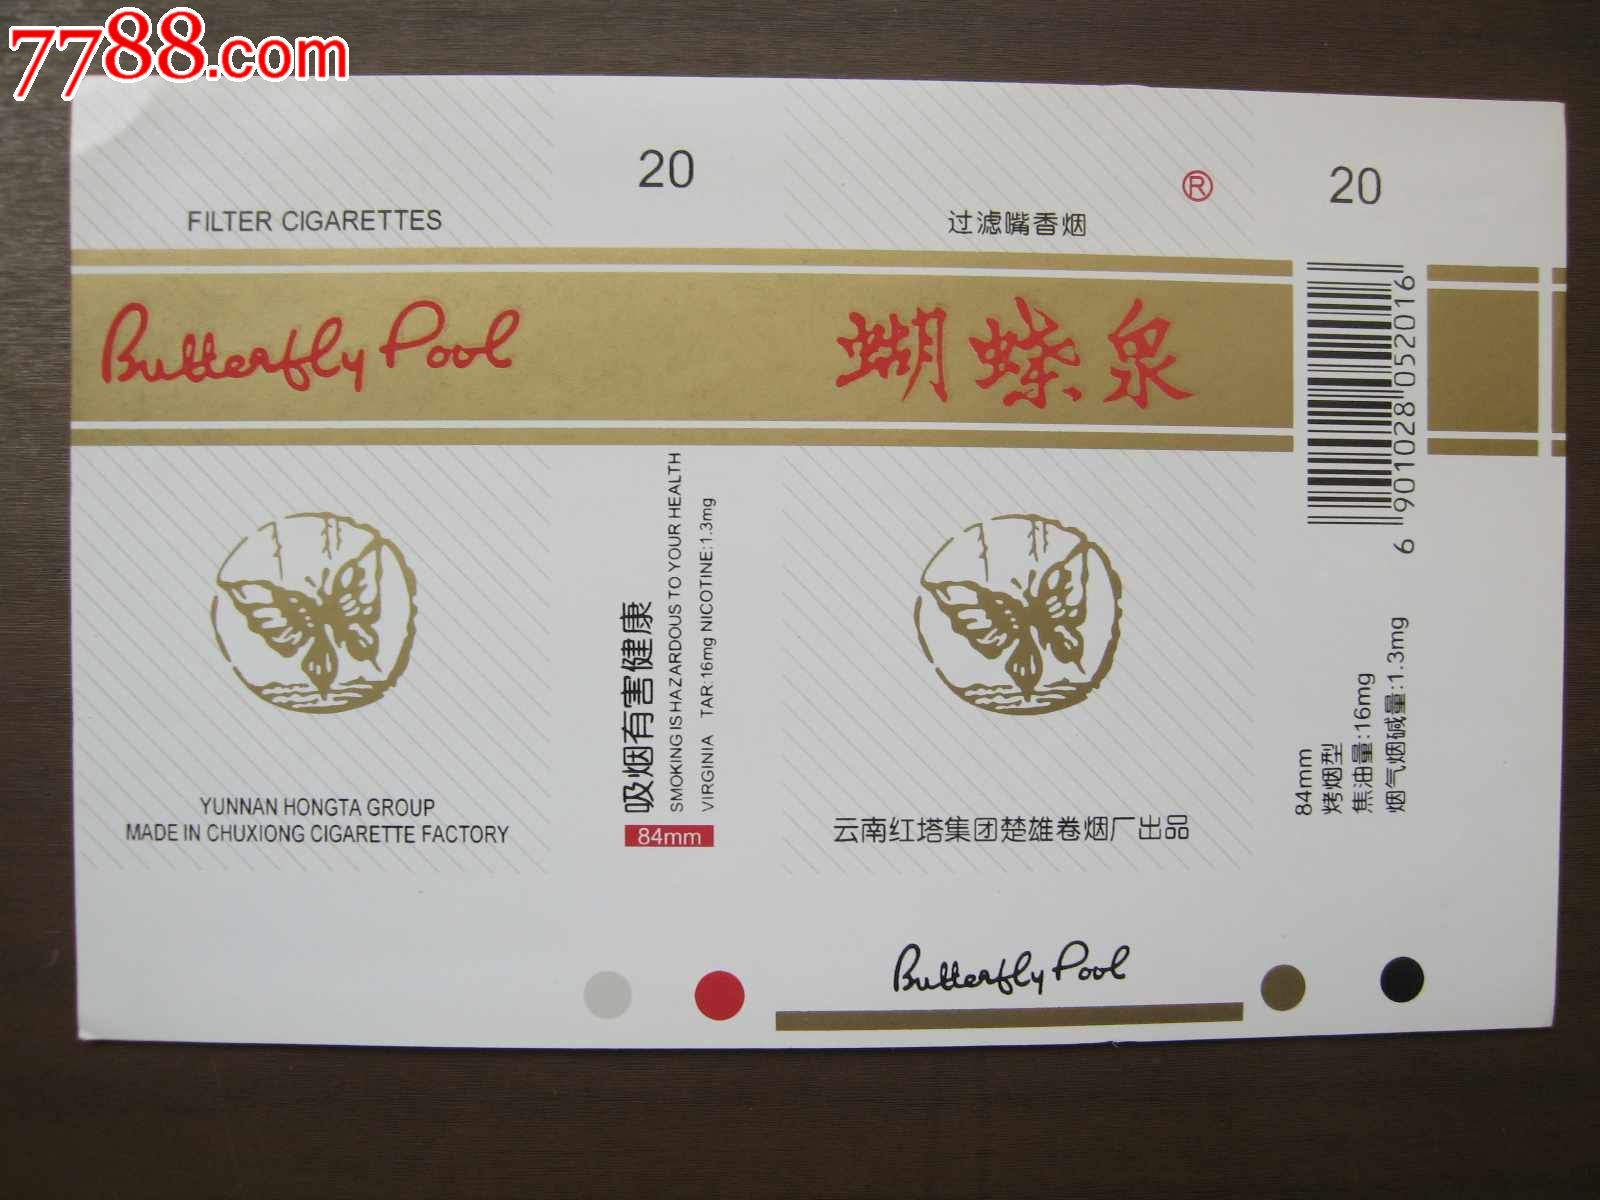 7788.com
20
20
®
FILTER CIGARETTES
过滤嘴香烟
Butterfly Pool
蝴蝶泉
6 901028 052016
吸烟有害健康
SMOKING IS HAZARDOUS TO YOUR HEALTH
VIRGINIA TAR:16mg NICOTINE:1.3mg
84mm
84mm
烤烟型
焦油量:16mg
烟气烟碱量:1.3mg
YUNNAN HONGTA GROUP
MADE IN CHUXIONG CIGARETTE FACTORY
云南红塔集团楚雄卷烟厂出品
Butterfly Pool